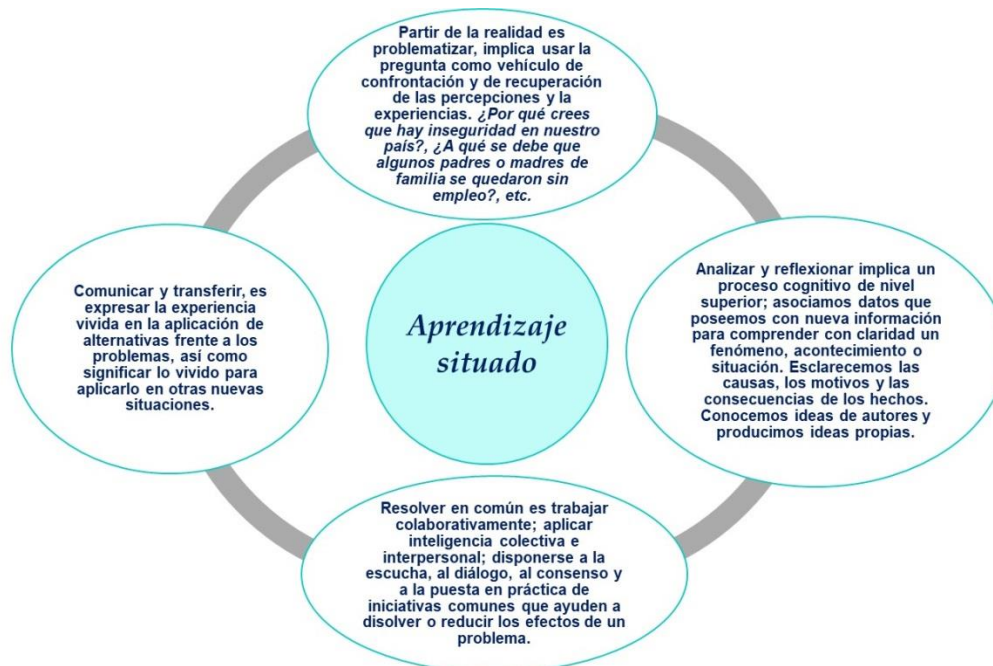 Partir de la realidad es
problematizar, implica usar la
pregunta como vehículo de
confrontación y de recuperación
de las percepciones y la
experiencias. ¿Por qué crees
que hay inseguridad en nuestro
país?, ¿A qué se debe que
algunos padres o madres de
familia se quedaron sin
empleo?, etc.
Analizar y reflexionar implica un
proceso cognitivo de nivel
superior; asociamos datos que
poseemos con nueva información
para comprender con claridad un
fenómeno, acontecimiento o
situación. Esclarecemos las
causas, los motivos y las
consecuencias de los hechos.
Conocemos ideas de autores y
producimos ideas propias.
Resolver en común es trabajar
colaborativamente; aplicar
inteligencia colectiva e
interpersonal; disponerse a la
escucha, al diálogo, al consenso y
a la puesta en práctica de
iniciativas comunes que ayuden a
disolver o reducir los efectos de un
problema.
Comunicar y transferir, es
expresar la experiencia
vivida en la aplicación de
alternativas frente a los
problemas, así como
significar lo vivido para
aplicarlo en otras nuevas
situaciones.
Aprendizaje
situado